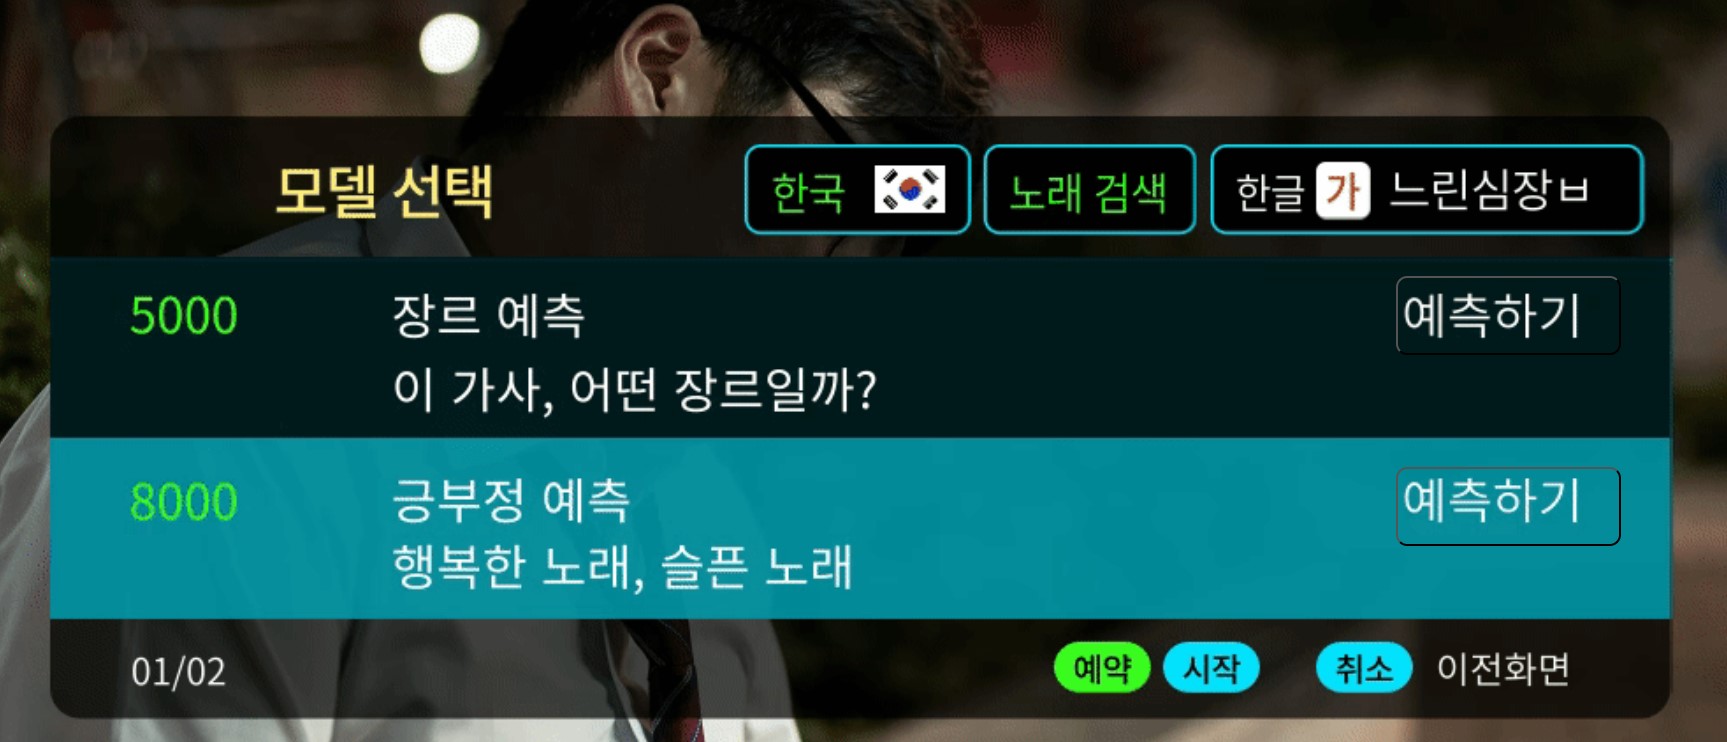 모델 선택 한국 노래 검색 한글 가 느린심장ㅂ
5000 장르 예측 예측하기
이 가사, 어떤 장르일까?
8000 긍부정 예측 예측하기
행복한 노래, 슬픈 노래
01/02 예약 시작 취소 이전화면